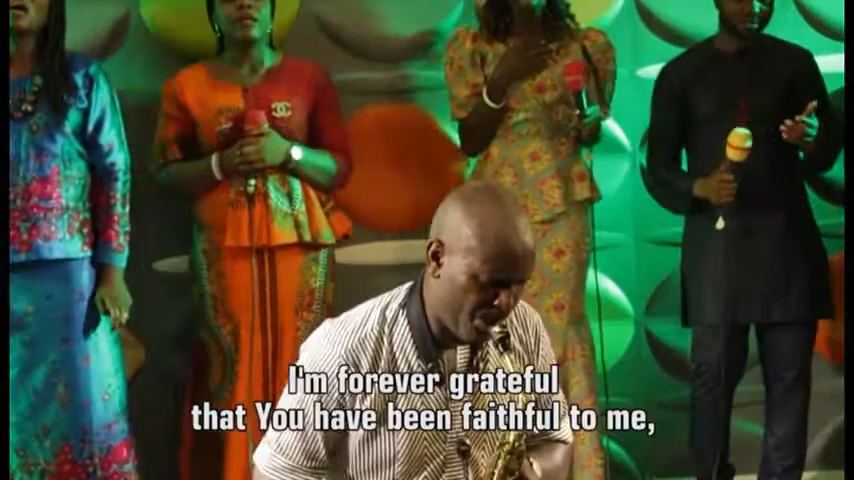 I'm forever grateful
that You have been faithful to me,